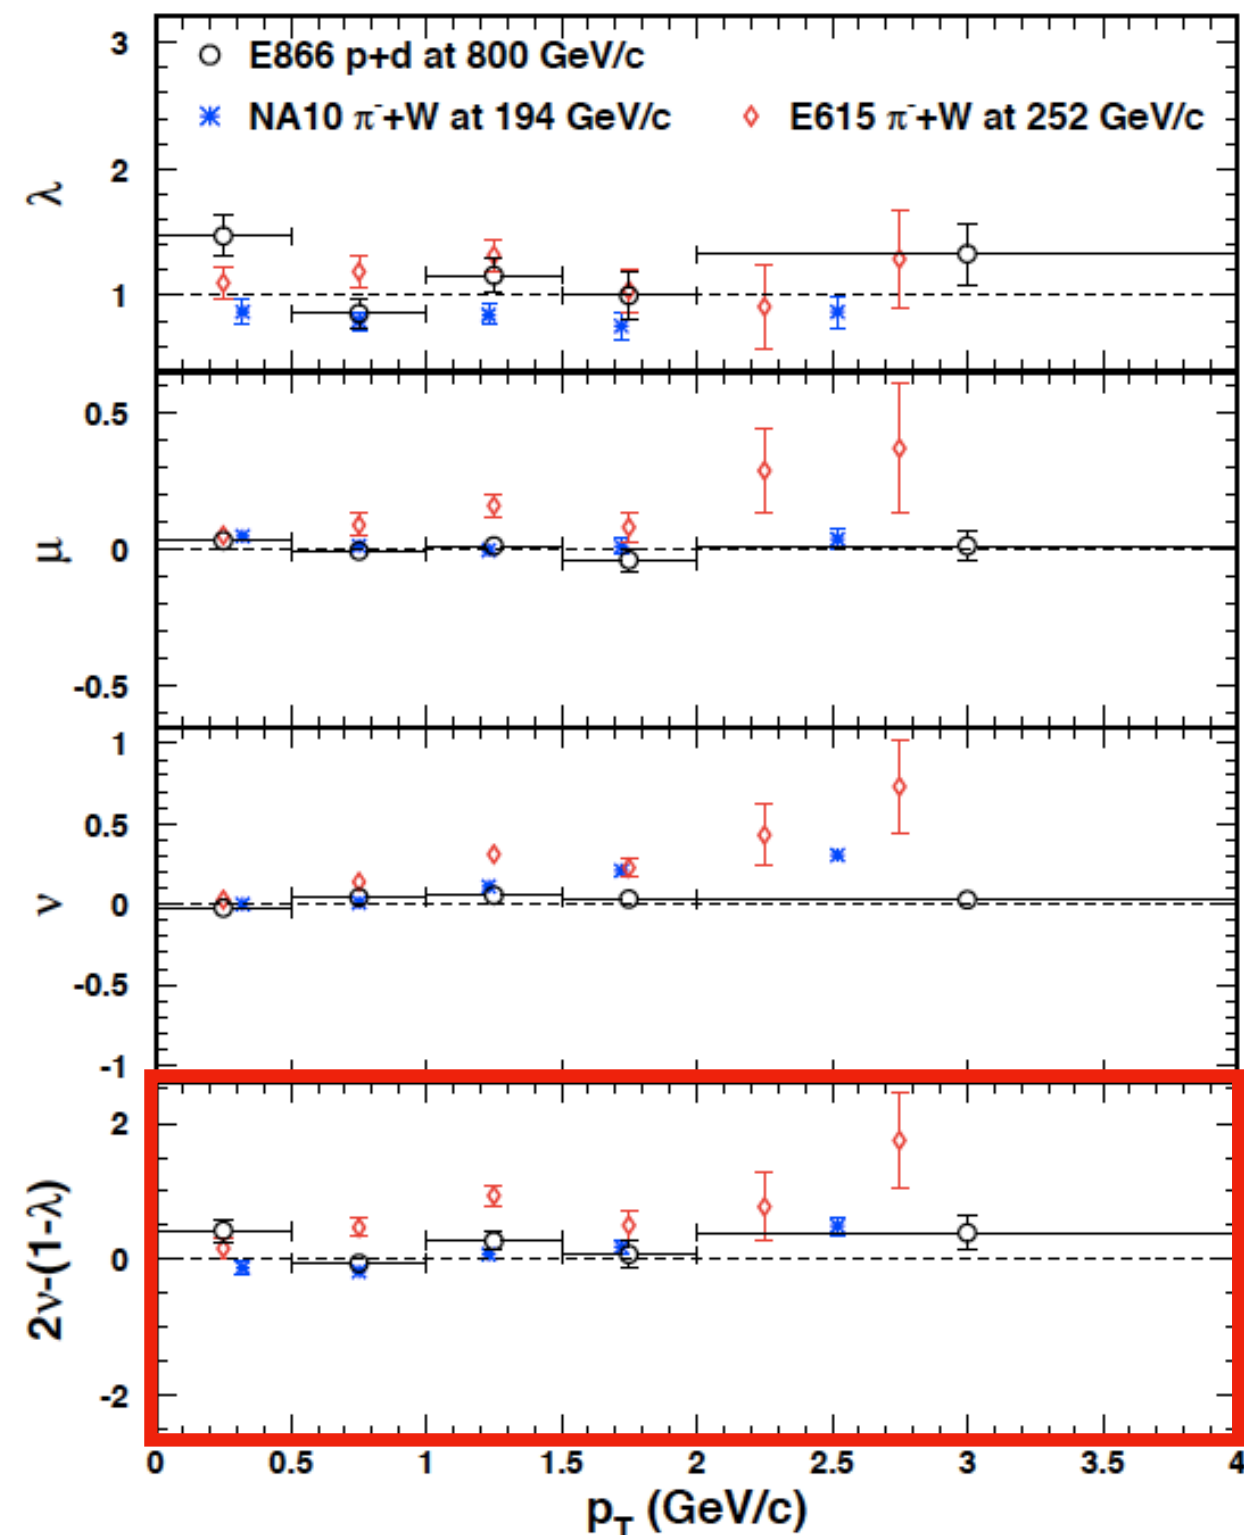 3
E866 p+d at 800 GeV/c
NA10 π⁻+W at 194 GeV/c
E615 π⁻+W at 252 GeV/c
2
λ
1
0.5
μ
0
-0.5
1
0.5
ν
0
-0.5
-1
2
2ν-(1-λ)
0
-2
0 0.5 1 1.5 2 2.5 3 3.5 4
p_T (GeV/c)